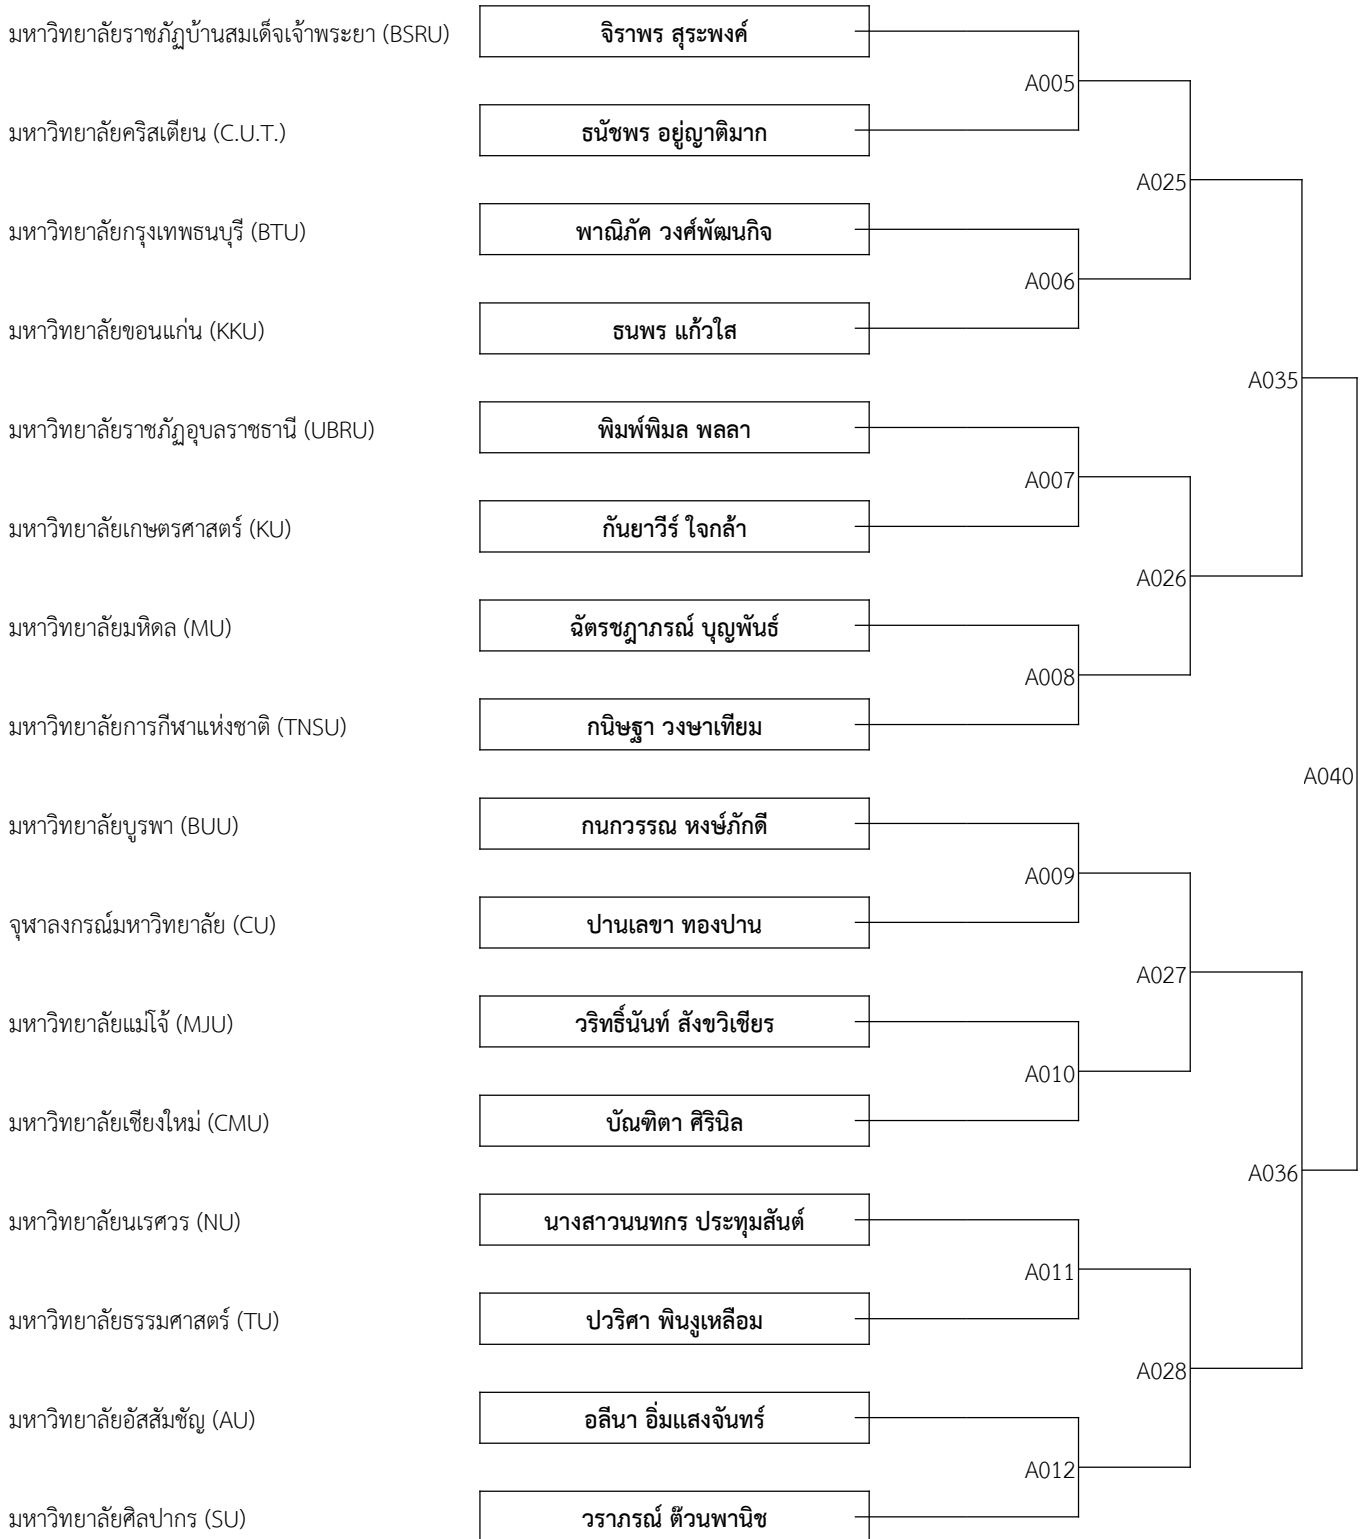 มหาวิทยาลัยราชภัฏบ้านสมเด็จเจ้าพระยา (BSRU) จิราพร สุระพงค์
A005
มหาวิทยาลัยคริสเตียน (C.U.T.) ธนัชพร อยู่ญาติมาก
A025
มหาวิทยาลัยกรุงเทพธนบุรี (BTU) พาณิภัค วงศ์พัฒนกิจ
A006
มหาวิทยาลัยขอนแก่น (KKU) ธนพร แก้วใส
A035
มหาวิทยาลัยราชภัฏอุบลราชธานี (UBRU) พิมพ์พิมล พลลา
A007
มหาวิทยาลัยเกษตรศาสตร์ (KU) กันยาวีร์ ใจกล้า
A026
มหาวิทยาลัยมหิดล (MU) ฉัตรชฎาภรณ์ บุญพันธ์
A008
มหาวิทยาลัยการกีฬาแห่งชาติ (TNSU) กนิษฐา วงษาเทียม
A040
มหาวิทยาลัยบูรพา (BUU) กนกวรรณ หงษ์ภักดี
A009
จุฬาลงกรณ์มหาวิทยาลัย (CU) ปานเลขา ทองปาน
A027
มหาวิทยาลัยแม่โจ้ (MJU) วริทธิ์นันท์ สังขวิเชียร
A010
มหาวิทยาลัยเชียงใหม่ (CMU) บัณฑิตา ศิรินิล
A036
มหาวิทยาลัยนเรศวร (NU) นางสาวนนทกร ประทุมสันต์
A011
มหาวิทยาลัยธรรมศาสตร์ (TU) ปวริศา พินงูเหลือม
A028
มหาวิทยาลัยอัสสัมชัญ (AU) อลีนา อิ่มแสงจันทร์
A012
มหาวิทยาลัยศิลปากร (SU) วราภรณ์ ต๊วนพานิช